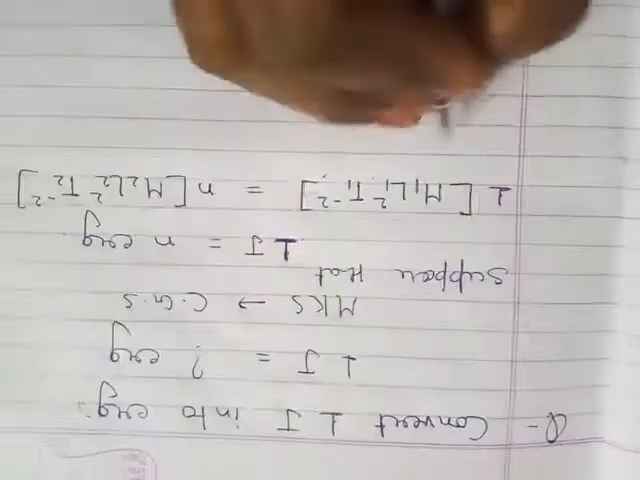 Q- Convert 1 J into erg.
1 J = ? erg
MKS → C.G.S
Suppose that
1 J = n erg
1 [M₁L₁²T₁⁻²] = n [M₂L₂²T₂⁻²]